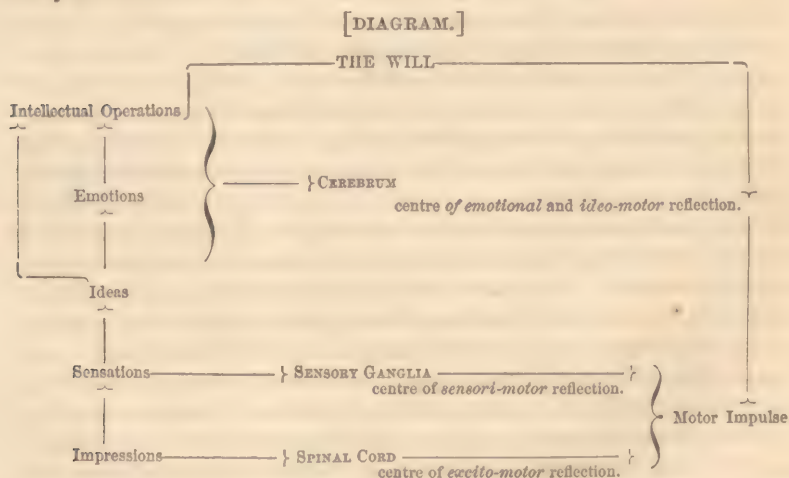 [DIAGRAM.]
THE WILL
Intellectual Operations
} CEREBRUM
Emotions
centre of emotional and ideo-motor reflection.
Ideas
Sensations } SENSORY GANGLIA }
centre of sensori-motor reflection.
Motor Impulse
Impressions } SPINAL CORD }
centre of excito-motor reflection.